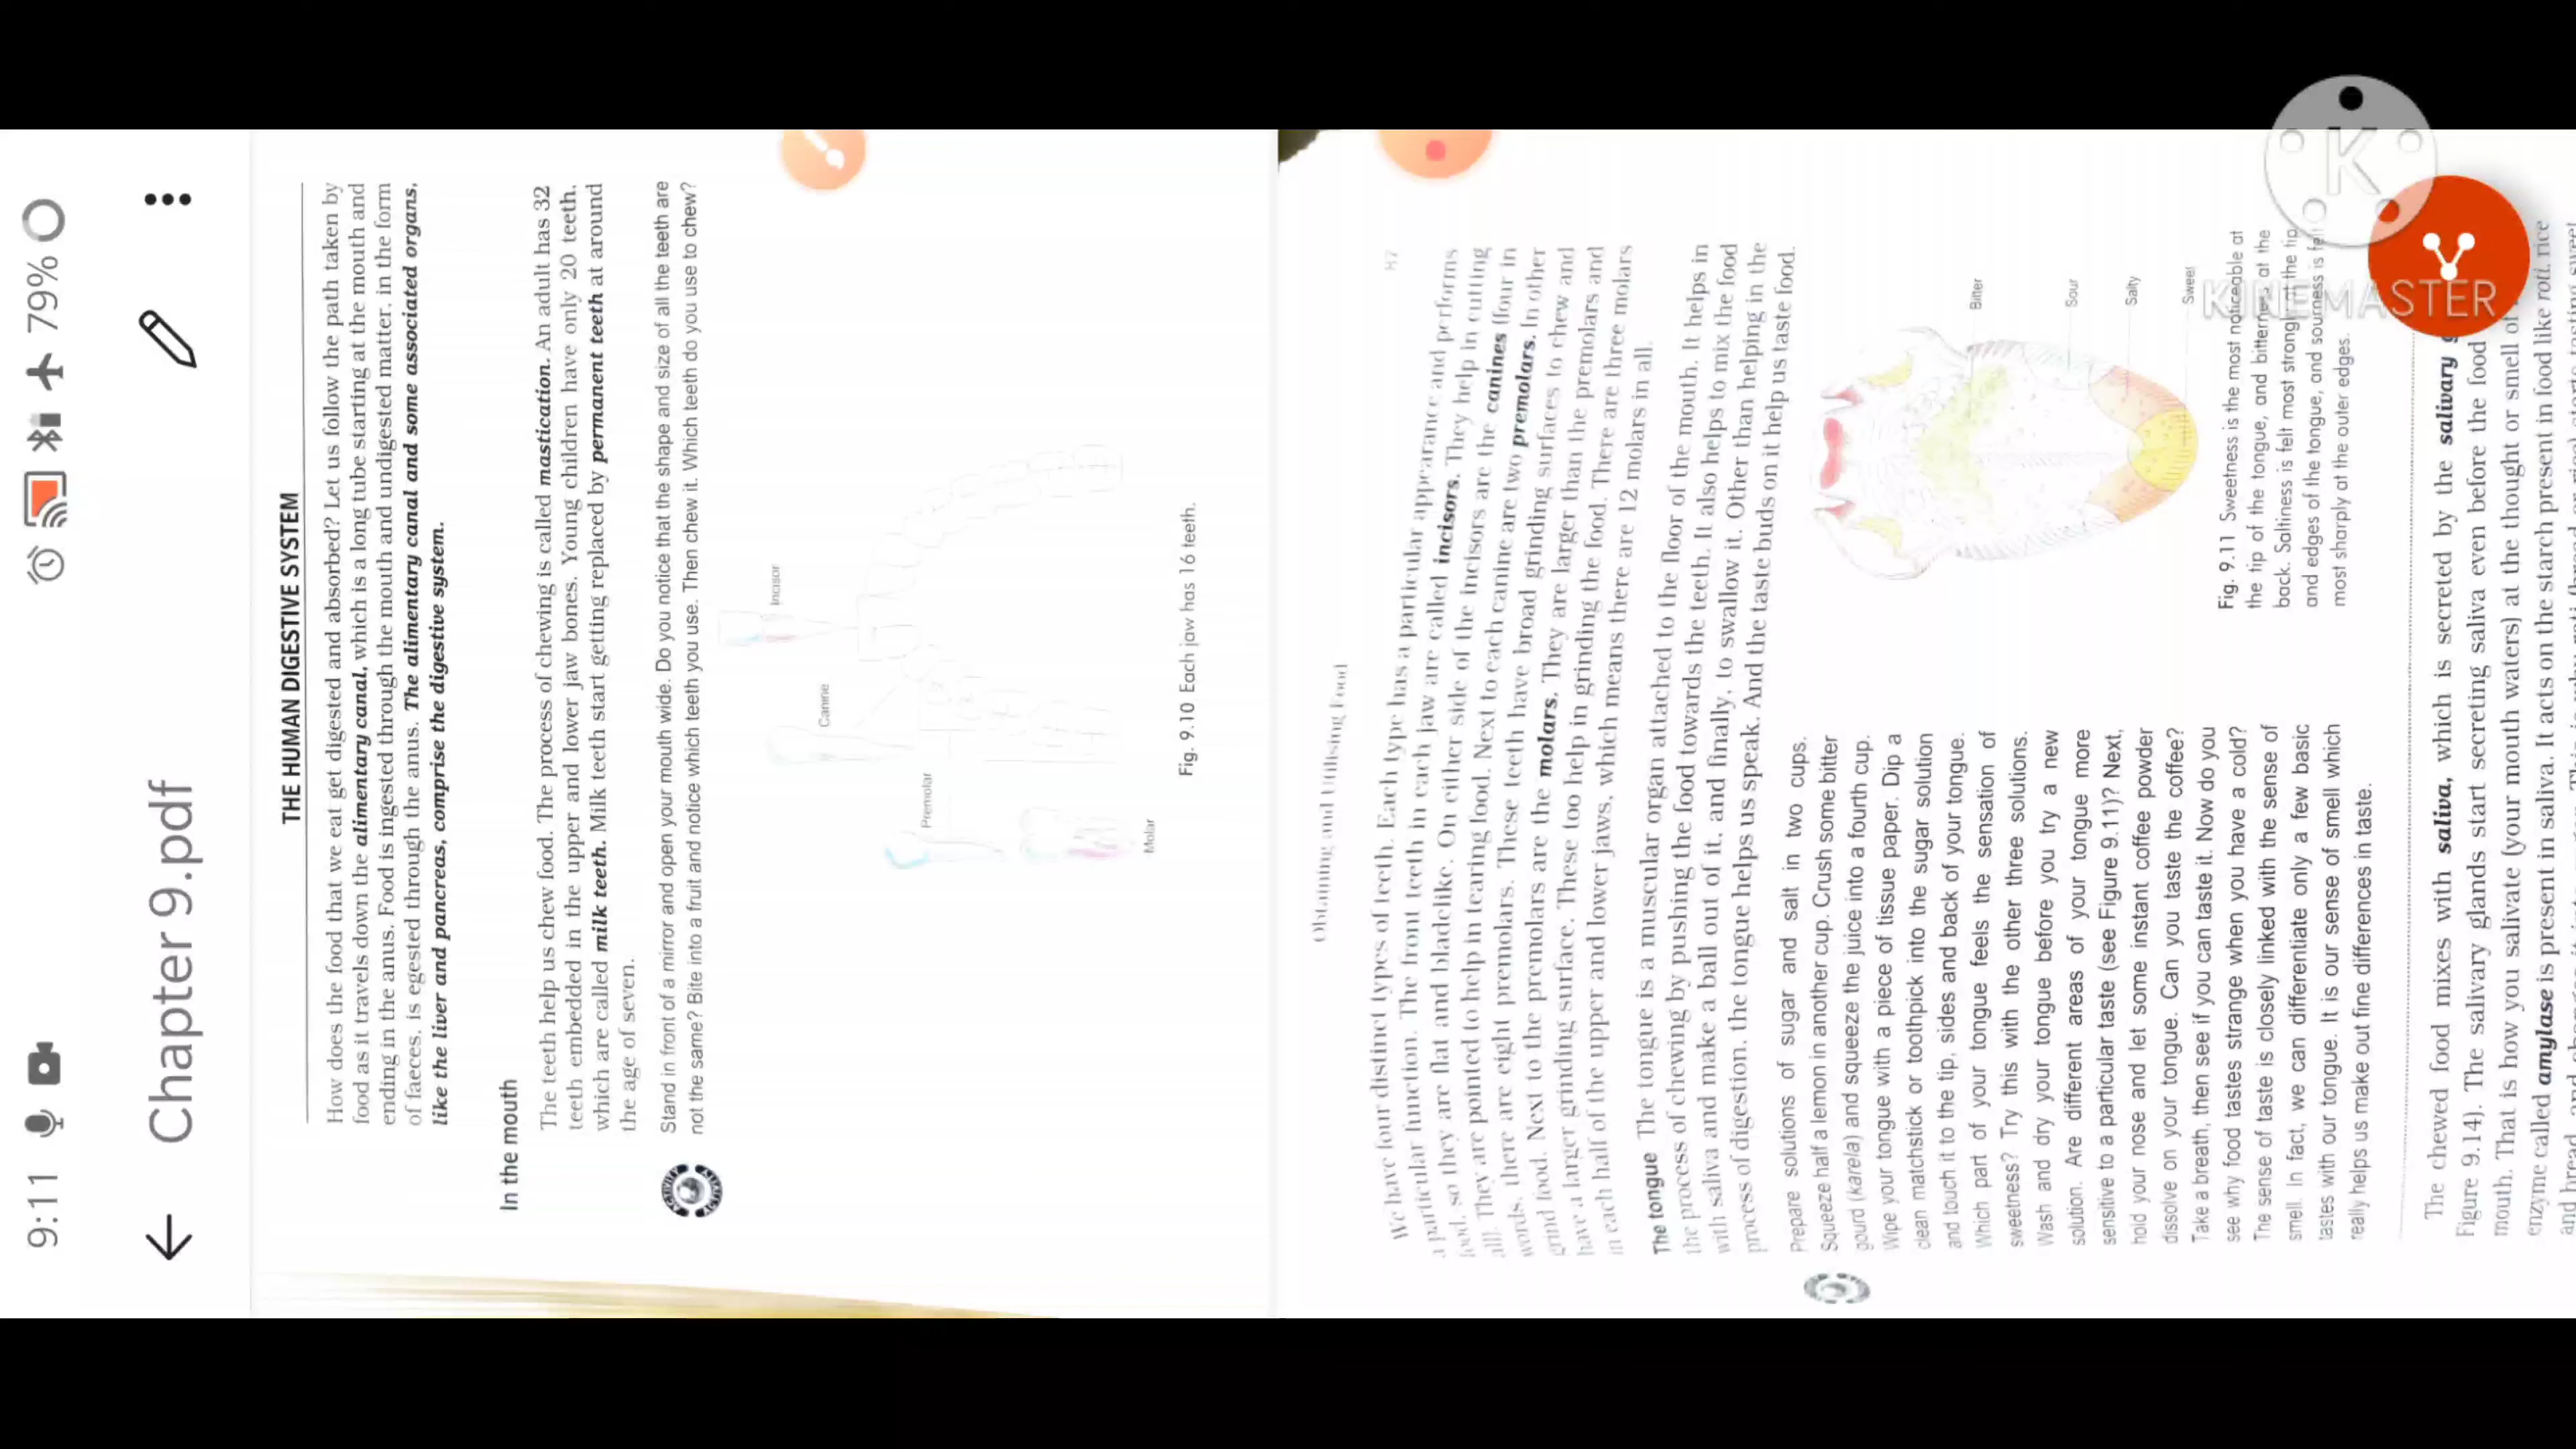 9:11
79%
Chapter 9.pdf
THE HUMAN DIGESTIVE SYSTEM
How does the food that we eat get digested and absorbed? Let us follow the path taken by
food as it travels down the alimentary canal, which is a long tube starting at the mouth and
ending in the anus. Food is ingested through the mouth and undigested matter, in the form
of faeces, is egested through the anus. The alimentary canal and some associated organs,
like the liver and pancreas, comprise the digestive system.
In the mouth
The teeth help us chew food. The process of chewing is called mastication. An adult has 32
teeth embedded in the upper and lower jaw bones. Young children have only 20 teeth,
which are called milk teeth. Milk teeth start getting replaced by permanent teeth at around
the age of seven.
ACTIVITY
Stand in front of a mirror and open your mouth wide. Do you notice that the shape and size of all the teeth are
not the same? Bite into a fruit and notice which teeth you use. Then chew it. Which teeth do you use to chew?
Incisor
Canine
Premolar
Molar
Fig. 9.10 Each jaw has 16 teeth.
Obtaining and Utilising Food
87
We have four distinct types of teeth. Each type has a particular appearance and performs
a particular function. The front teeth in each jaw are called incisors. They help in cutting
food, so they are flat and bladelike. On either side of the incisors are the canines (four in
all). They are pointed to help in tearing food. Next to each canine are two premolars. In other
words, there are eight premolars. These teeth have broad grinding surfaces to chew and
grind food. Next to the premolars are the molars. They are larger than the premolars and
have a larger grinding surface. These too help in grinding the food. There are three molars
in each half of the upper and lower jaws, which means there are 12 molars in all.
The tongue The tongue is a muscular organ attached to the floor of the mouth. It helps in
the process of chewing by pushing the food towards the teeth. It also helps to mix the food
with saliva and make a ball out of it, and finally, to swallow it. Other than helping in the
process of digestion, the tongue helps us speak. And the taste buds on it help us taste food.
Prepare solutions of sugar and salt in two cups.
Squeeze half a lemon in another cup. Crush some bitter
gourd (karela) and squeeze the juice into a fourth cup.
Wipe your tongue with a piece of tissue paper. Dip a
clean matchstick or toothpick into the sugar solution
and touch it to the tip, sides and back of your tongue.
Which part of your tongue feels the sensation of
sweetness? Try this with the other three solutions.
Wash and dry your tongue before you try a new
solution. Are different areas of your tongue more
sensitive to a particular taste (see Figure 9.11)? Next,
hold your nose and let some instant coffee powder
dissolve on your tongue. Can you taste the coffee?
Take a breath, then see if you can taste it. Now do you
see why food tastes strange when you have a cold?
The sense of taste is closely linked with the sense of
smell. In fact, we can differentiate only a few basic
tastes with our tongue. It is our sense of smell which
really helps us make out fine differences in taste.
Bitter
Sour
Salty
Sweet
Fig. 9.11 Sweetness is the most noticeable at
the tip of the tongue, and bitterness at the
back. Saltiness is felt most strongly at the tip
and edges of the tongue, and sourness is felt
most sharply at the outer edges.
The chewed food mixes with saliva, which is secreted by the salivary
Figure 9.14). The salivary glands start secreting saliva even before the food
mouth. That is how you salivate (your mouth waters) at the thought or smell of
enzyme called amylase is present in saliva. It acts on the starch present in food like roti, rice
and bread
K
KINEMASTER